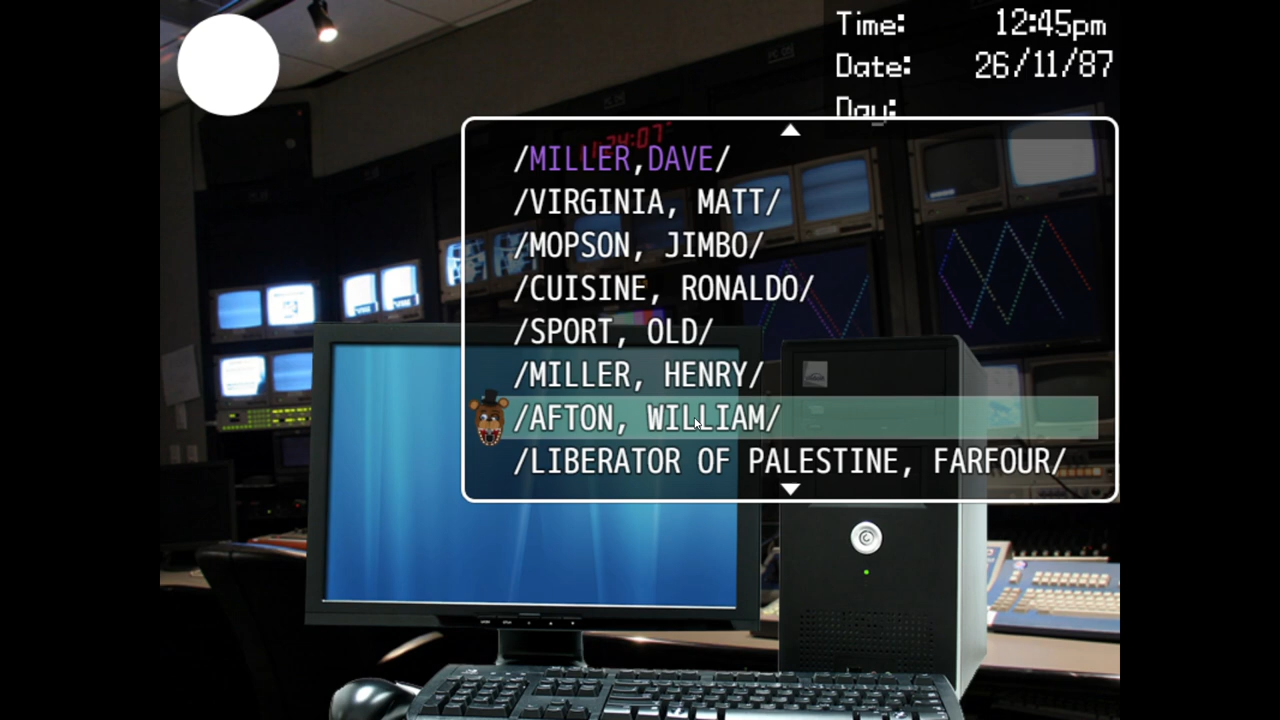 Time: 12:45pm
Date: 26/11/87
Day:
/MILLER,DAVE/
/VIRGINIA, MATT/
/MOPSON, JIMBO/
/CUISINE, RONALDO/
/SPORT, OLD/
/MILLER, HENRY/
/AFTON, WILLIAM/
/LIBERATOR OF PALESTINE, FARFOUR/